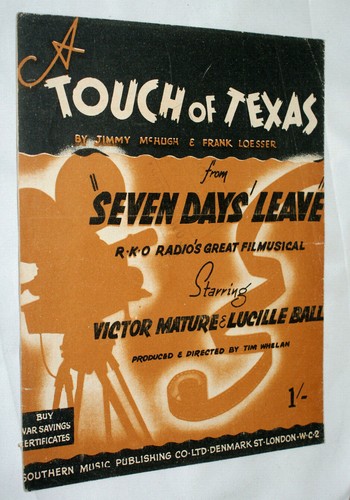 A
TOUCH OF TEXAS
BY JIMMY McHUGH & FRANK LOESSER
from
"SEVEN DAYS' LEAVE"
R·K·O RADIO'S GREAT FILMUSICAL
Starring
VICTOR MATURE & LUCILLE BALL
PRODUCED & DIRECTED BY TIM WHELAN
1/-
BUY
WAR SAVINGS
CERTIFICATES
SOUTHERN MUSIC PUBLISHING CO·LTD·DENMARK ST·LONDON·W·C·2